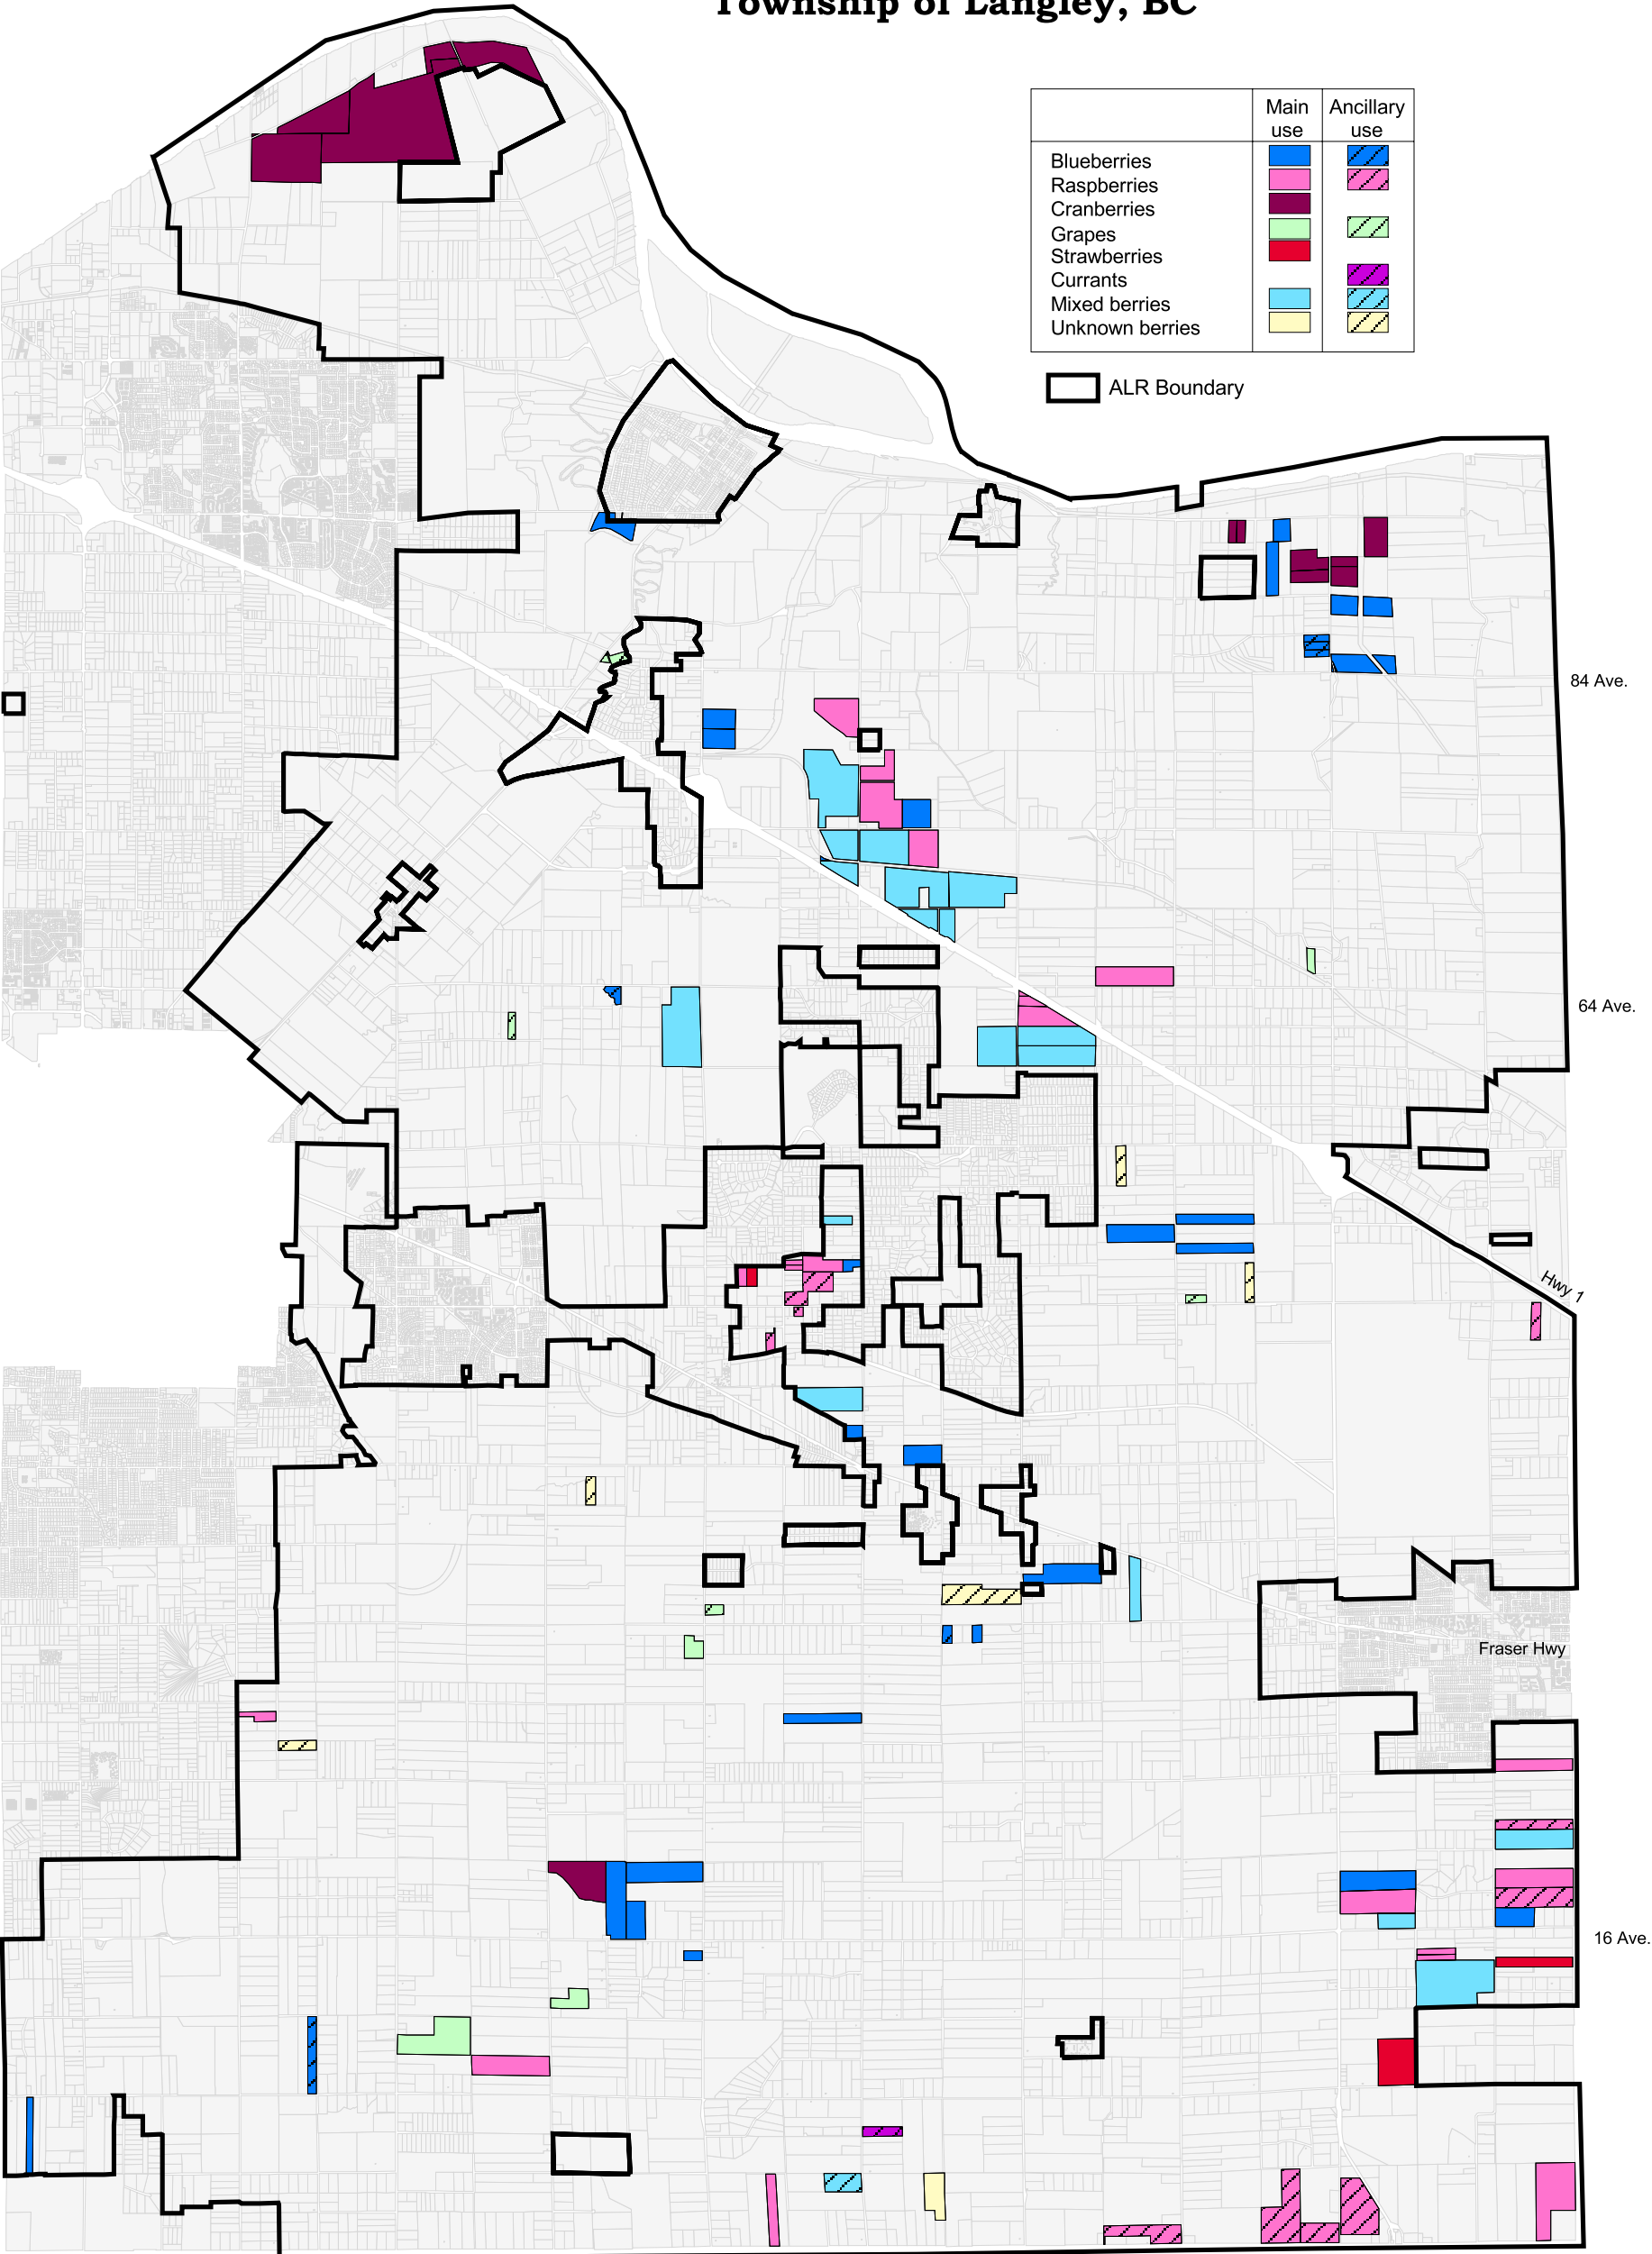 Township of Langley, BC
Main use
Ancillary use
Blueberries
Raspberries
Cranberries
Grapes
Strawberries
Currants
Mixed berries
Unknown berries
ALR Boundary
84 Ave.
64 Ave.
Hwy 1
Fraser Hwy
16 Ave.